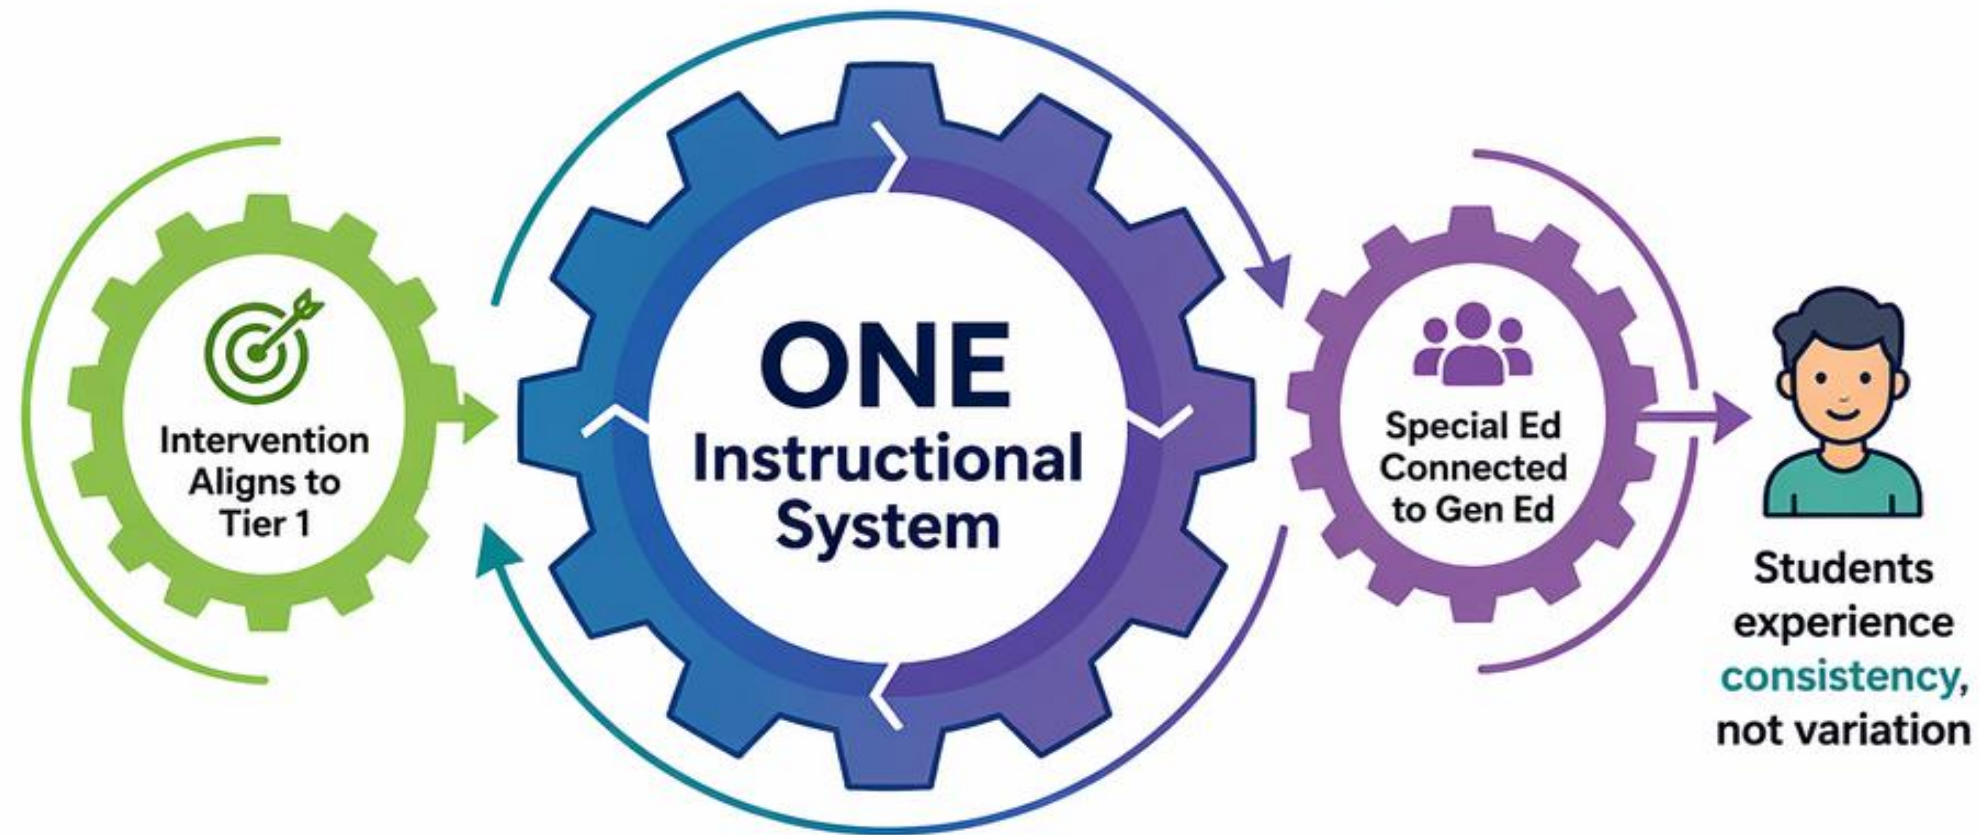 Intervention
Aligns to
Tier 1
ONE
Instructional
System
Special Ed
Connected
to Gen Ed
Students
experience
consistency,
not variation